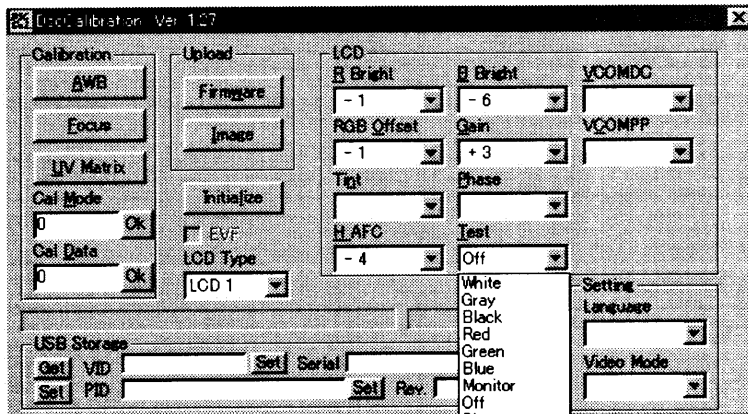 DscCalibration Ver 1.27
Calibration
AWB
Focus
UV Matrix
Cal Mode
0 Ok
Cal Data
0 Ok
Upload
Firmware
Image
Initialize
EVF
LCD Type
LCD 1
LCD
R Bright B Bright VCOMDC
- 1 - 6
RGB Offset Gain VCOMPP
- 1 + 3
Tint Phase
H AFC Test
- 4 Off
White
Gray
Black
Red
Green
Blue
Monitor
Off
Setting
Language
Video Mode
USB Storage
Get VID Set Serial
Set PID Set Rev.